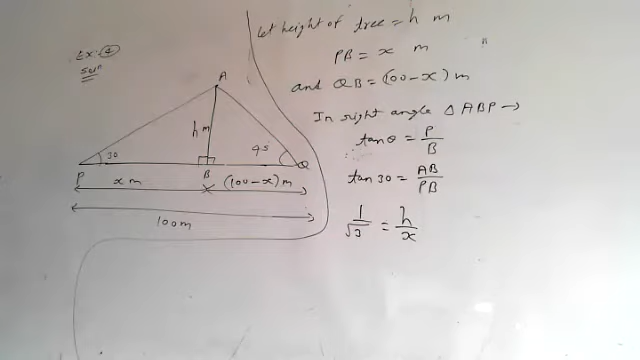 Ex:- 4
Solⁿ
A
h m
30
45
P
B
Q
x m
(100-x) m
100m
Let height of tree = h m
PB = x m
and QB = (100-x) m
In right angle Δ ABP →
tanθ = P/B
tan 30 = AB/PB
1/√3 = h/x